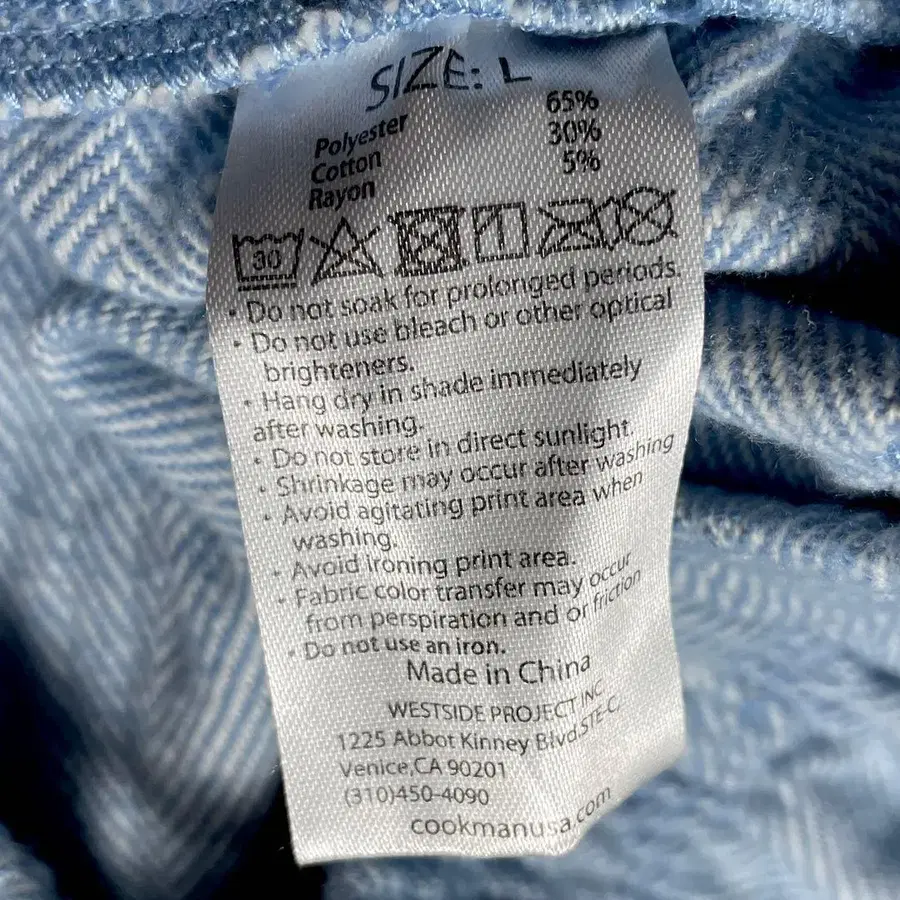 SIZE: L
Polyester 65%
Cotton 30%
Rayon 5%
30
• Do not soak for prolonged periods.
• Do not use bleach or other optical
brighteners.
• Hang dry in shade immediately
after washing.
• Do not store in direct sunlight.
• Shrinkage may occur after washing
• Avoid agitating print area when
washing.
• Avoid ironing print area.
• Fabric color transfer may occur
from perspiration and or friction
• Do not use an iron.
Made in China
WESTSIDE PROJECT INC.
1225 Abbot Kinney Blvd.STE-C,
Venice,CA 90201
(310)450-4090
cookmanusa.com